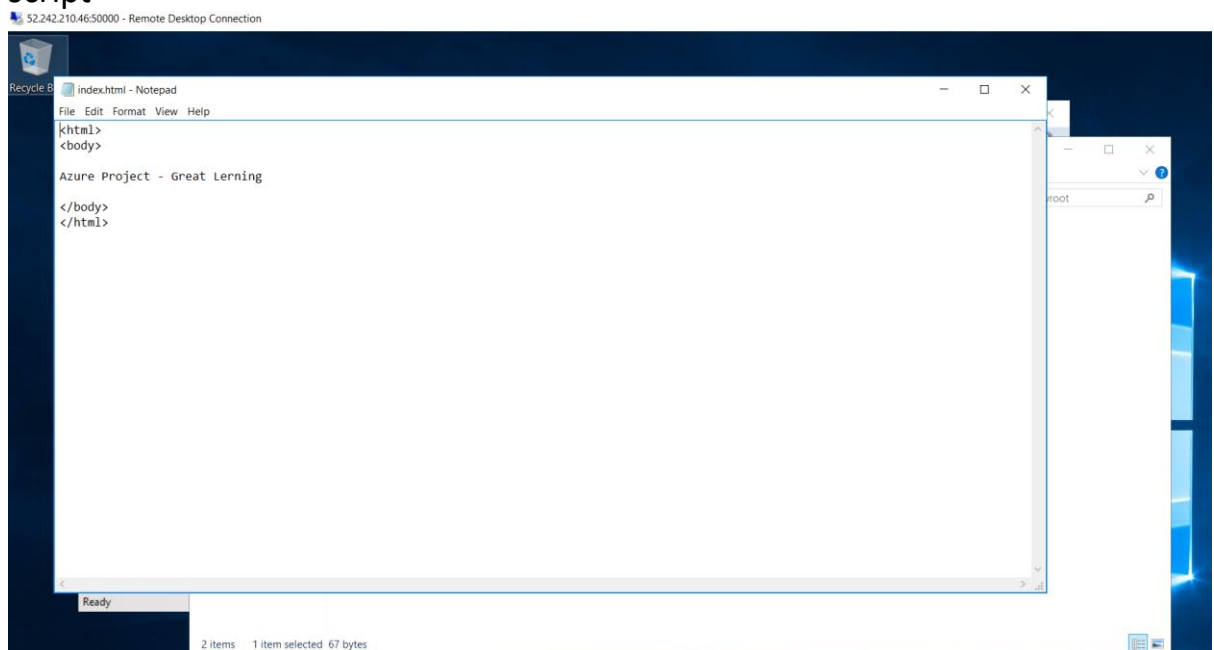 script
52.242.210.46:50000 - Remote Desktop Connection
Recycle B
index.html - Notepad
File Edit Format View Help
<html>
<body>
Azure Project - Great Lerning
</body>
</html>
Ready
2 items 1 item selected 67 bytes